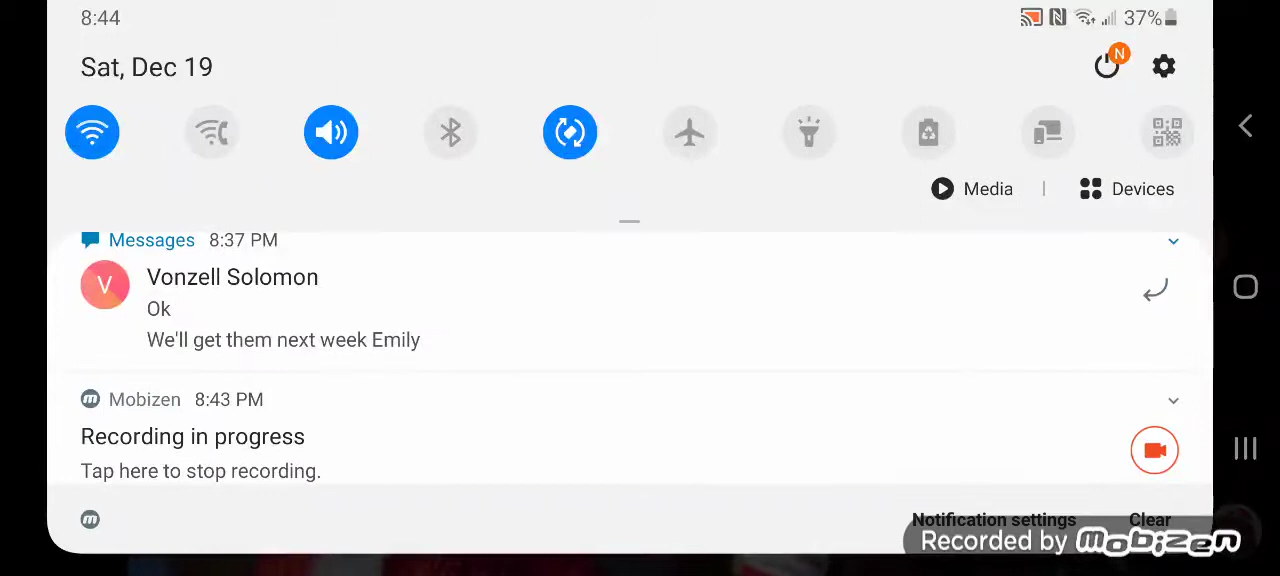 8:44
37%
Sat, Dec 19
N
Media | Devices
Messages 8:37 PM
V
Vonzell Solomon
Ok
We'll get them next week Emily
m Mobizen 8:43 PM
Recording in progress
Tap here to stop recording.
m
Notification settings Clear
Recorded by mobizen